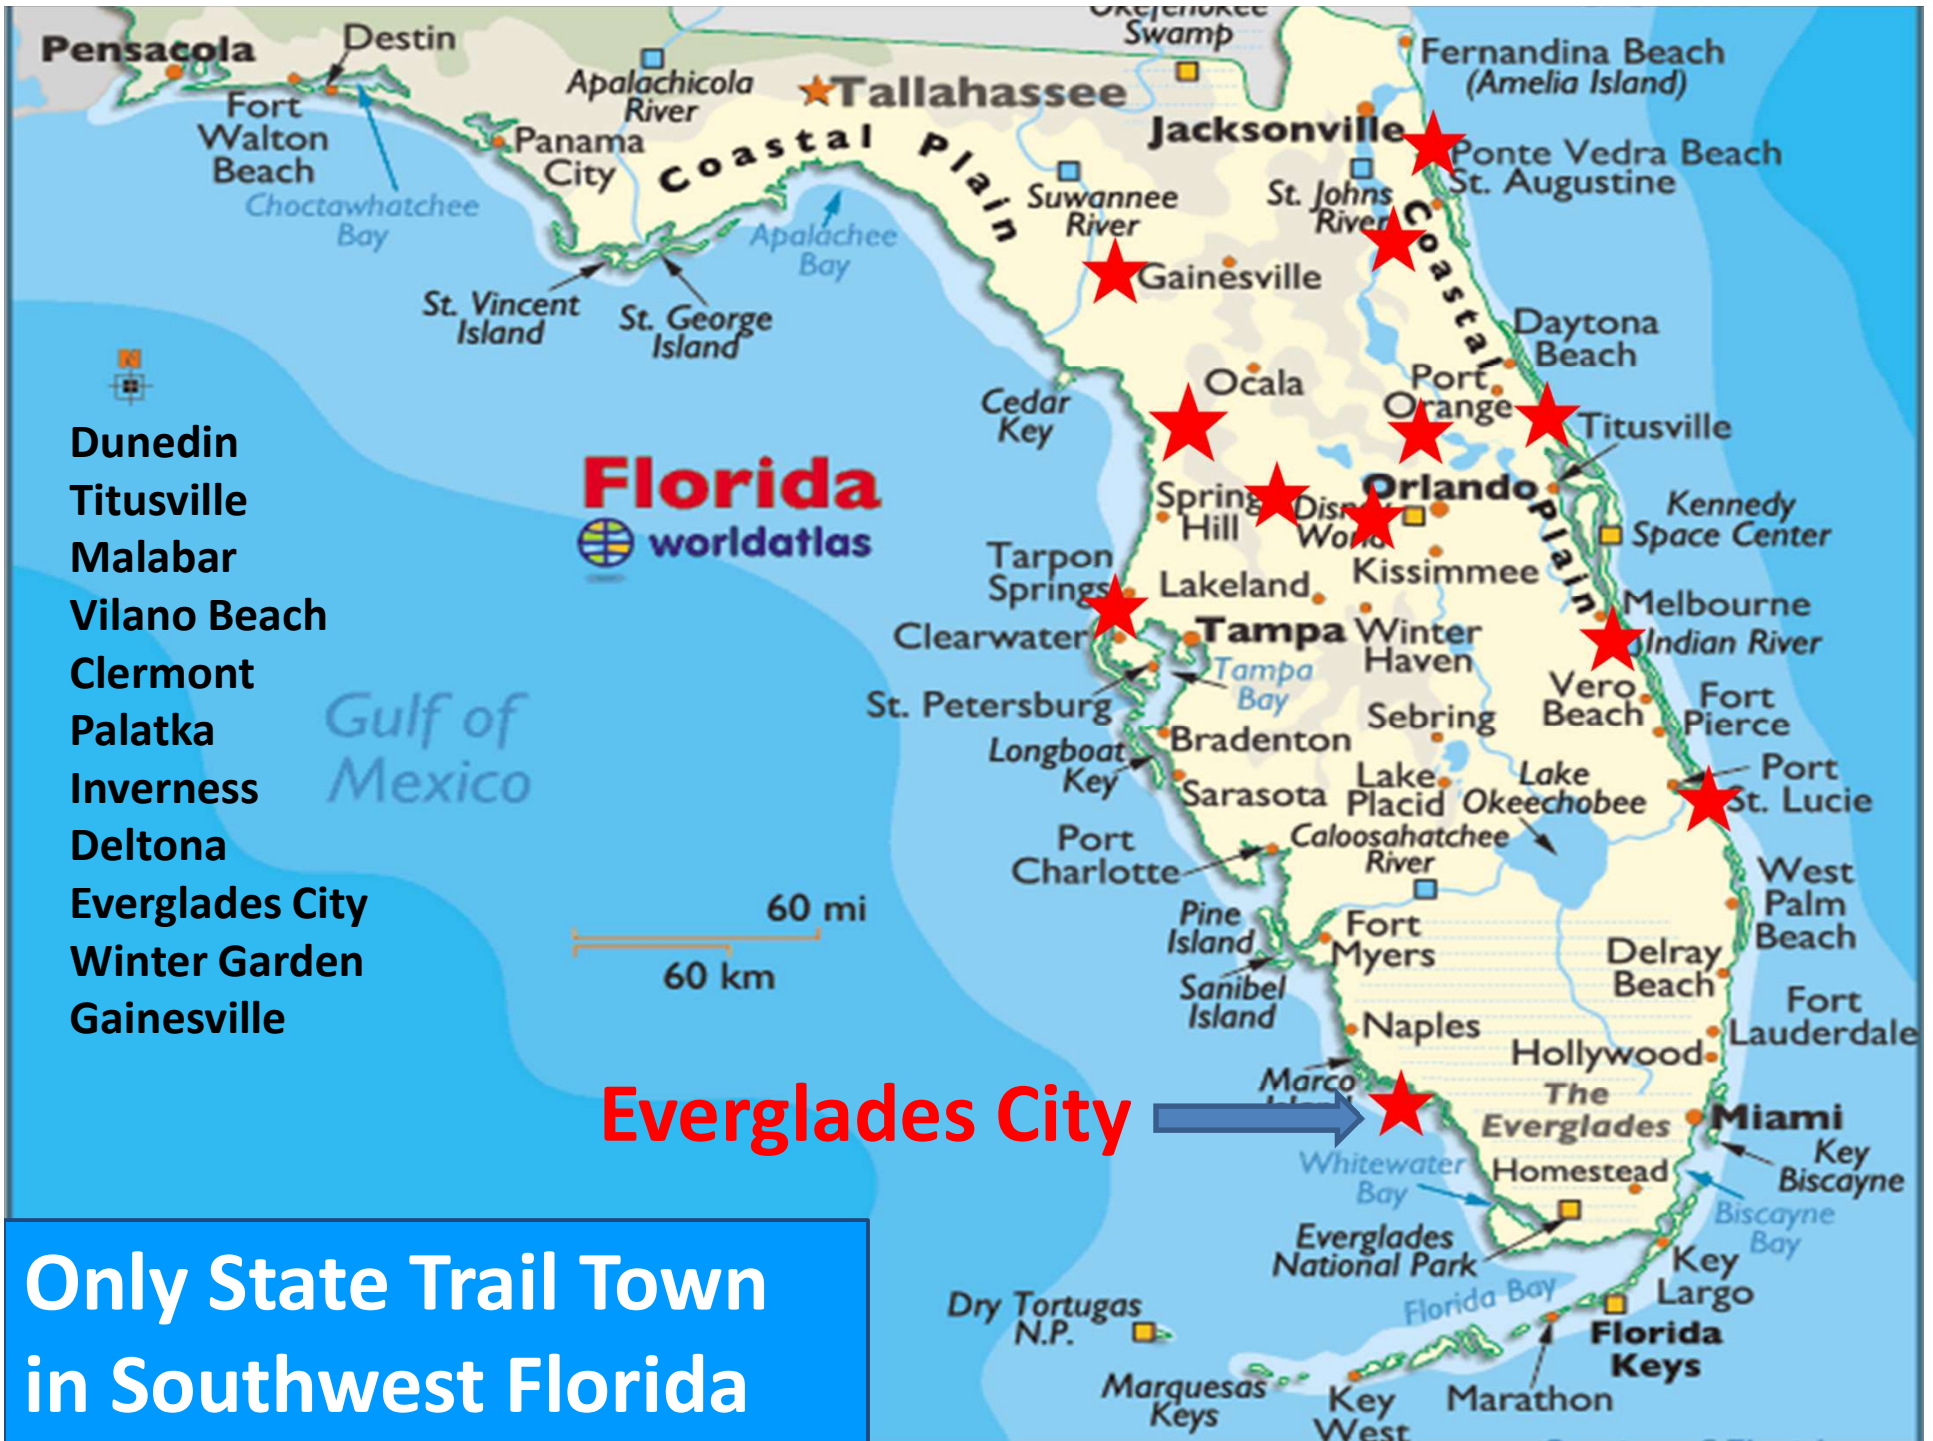 Okefenokee
Swamp
Pensacola
Destin
Fort
Walton
Beach
Choctawhatchee
Bay
Panama
City
Apalachicola
River
Tallahassee
Coastal Plain
Apalachee
Bay
St. Vincent
Island
St. George
Island
Suwannee
River
Gainesville
Jacksonville
Fernandina Beach
(Amelia Island)
Ponte Vedra Beach
St. Augustine
St. Johns
River
Coastal Plain
Daytona
Beach
Port
Orange
Ocala
Cedar
Key
Titusville
Orlando
Kennedy
Space Center
Spring
Hill
Disney
World
Kissimmee
Tarpon
Springs
Lakeland
Clearwater
Tampa
Winter
Haven
Melbourne
Indian River
Tampa
Bay
St. Petersburg
Vero
Beach
Fort
Pierce
Sebring
Bradenton
Longboat
Key
Sarasota
Lake
Placid
Lake
Okeechobee
Port
St. Lucie
Port
Charlotte
Caloosahatchee
River
West
Palm
Beach
Pine
Island
Fort
Myers
Delray
Beach
Sanibel
Island
Fort
Lauderdale
Naples
Hollywood
Marco
Island
The
Everglades
Miami
Key
Biscayne
Whitewater
Bay
Homestead
Biscayne
Bay
Everglades
National Park
Key
Largo
Florida Bay
Dry Tortugas
N.P.
Florida
Keys
Marquesas
Keys
Key
West
Marathon
N
Florida
worldatlas
Gulf of
Mexico
60 mi
60 km
Dunedin
Titusville
Malabar
Vilano Beach
Clermont
Palatka
Inverness
Deltona
Everglades City
Winter Garden
Gainesville
Everglades City
Only State Trail Town
in Southwest Florida